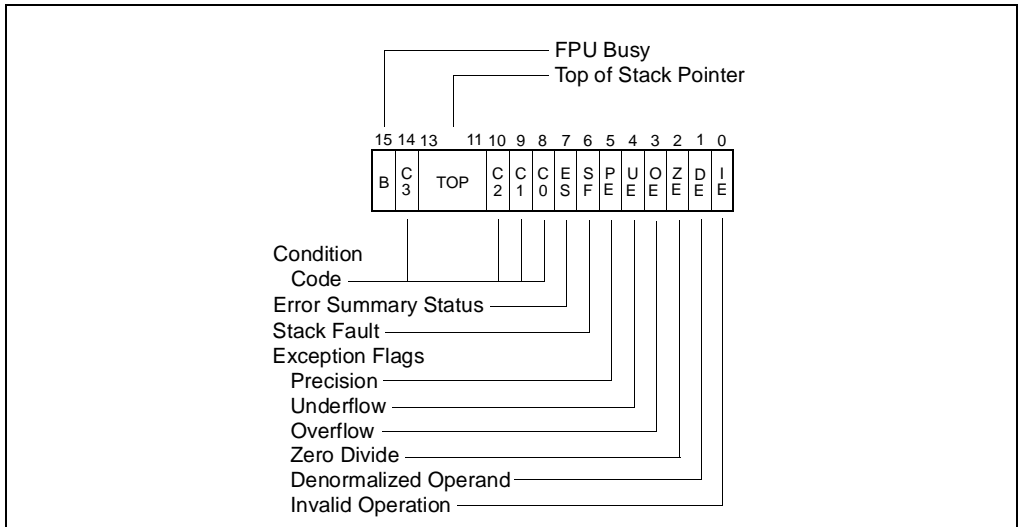 FPU Busy
Top of Stack Pointer
15 14 13 11 10 9 8 7 6 5 4 3 2 1 0
B C3 TOP C2 C1 C0 ES SF PE UE OE ZE DE IE
Condition
Code
Error Summary Status
Stack Fault
Exception Flags
Precision
Underflow
Overflow
Zero Divide
Denormalized Operand
Invalid Operation